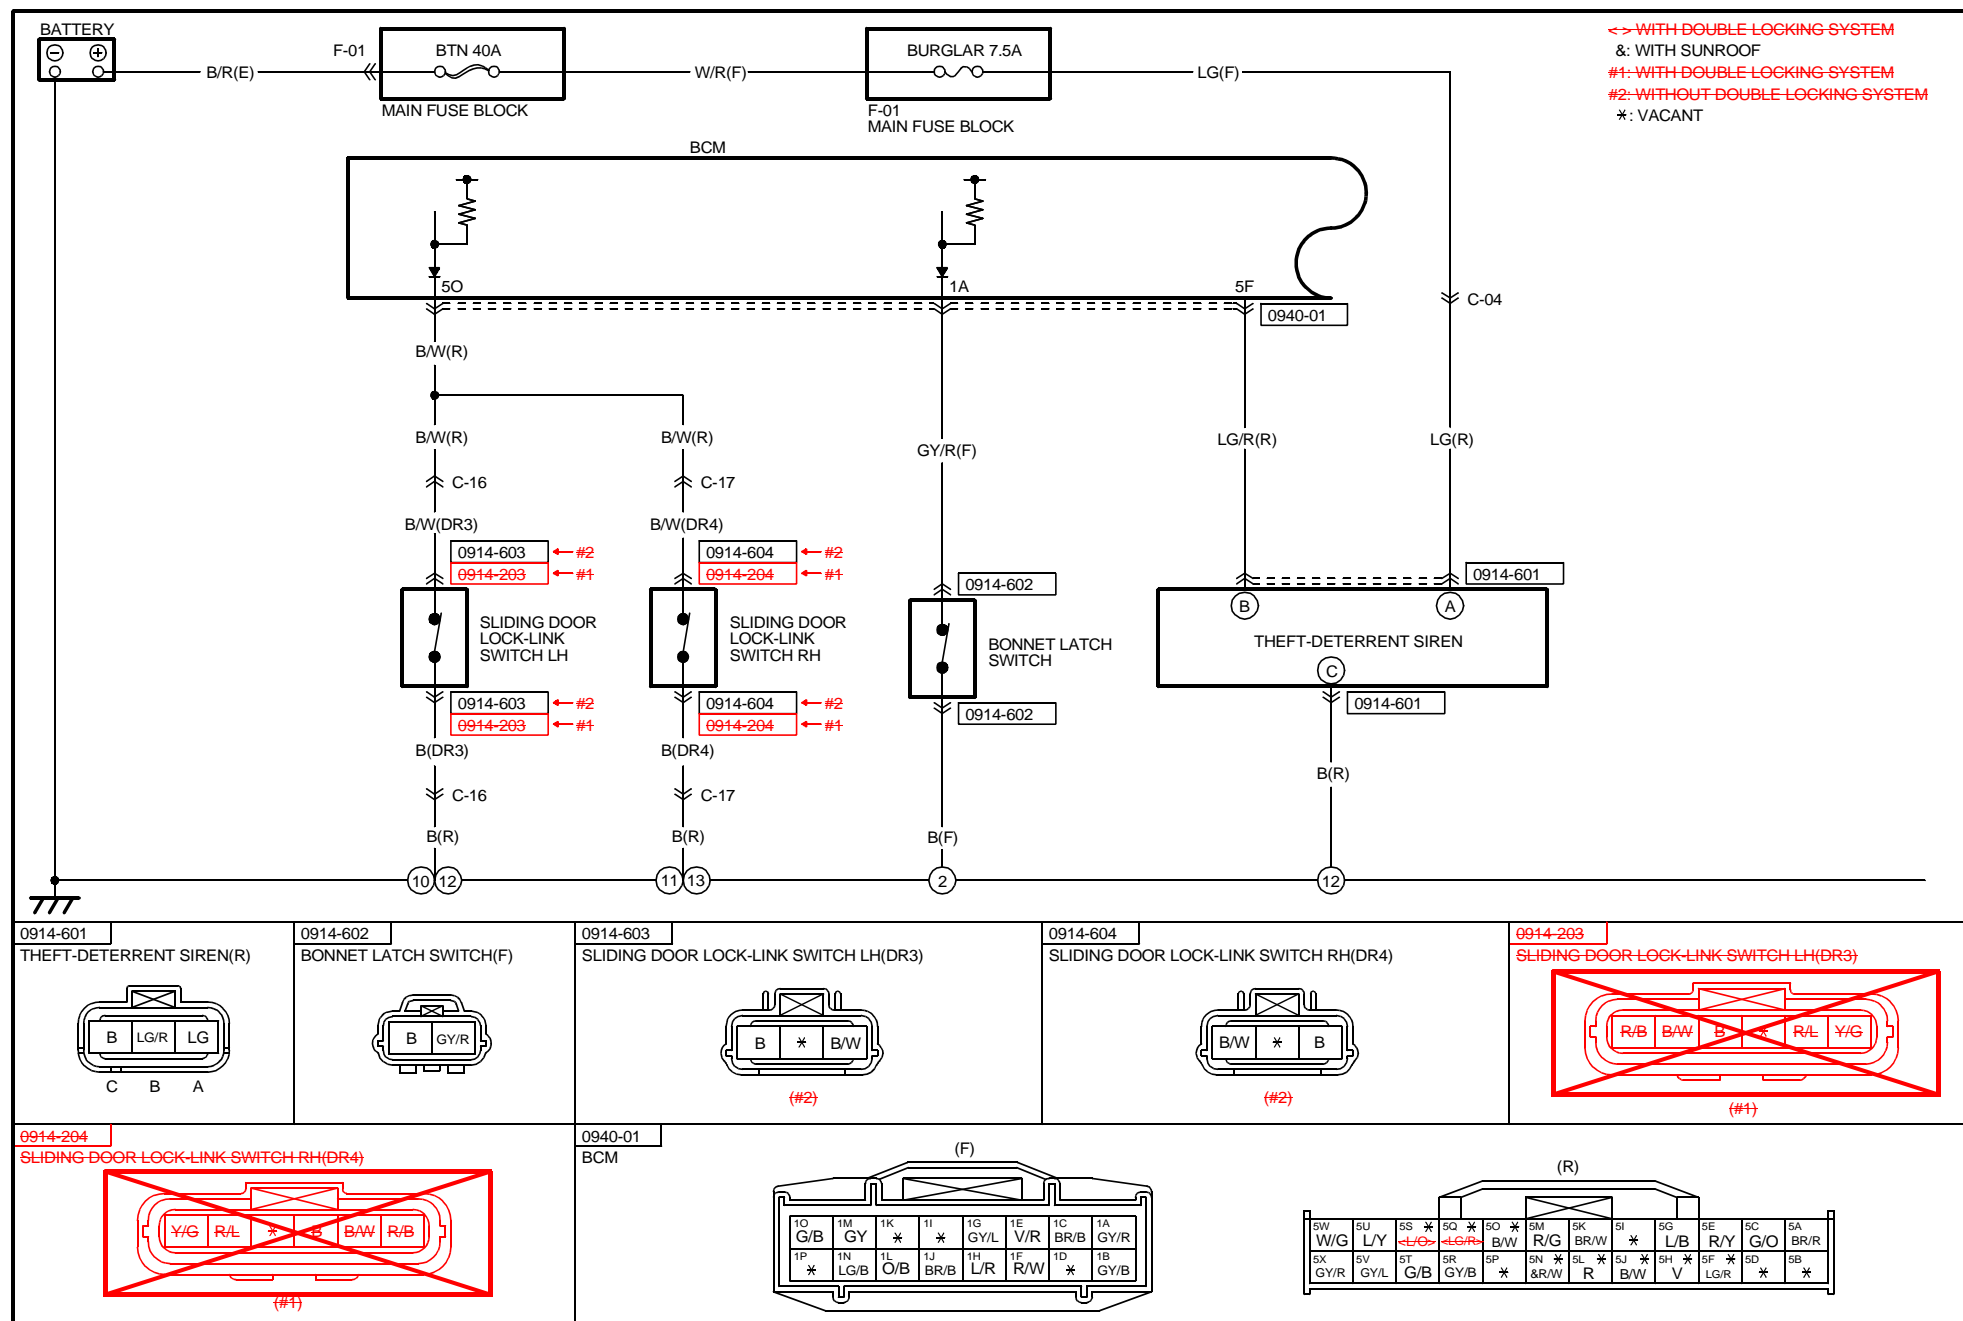 BATTERY
⊖ ⊕
B/R(E)
F-01
BTN 40A
MAIN FUSE BLOCK
W/R(F)
BURGLAR 7.5A
F-01
MAIN FUSE BLOCK
LG(F)
< > WITH DOUBLE LOCKING SYSTEM
&: WITH SUNROOF
#1: WITH DOUBLE LOCKING SYSTEM
#2: WITHOUT DOUBLE LOCKING SYSTEM
*: VACANT
BCM
5O
1A
5F
0940-01
C-04
B/W(R)
B/W(R)
B/W(R)
GY/R(F)
LG/R(R)
LG(R)
C-16
C-17
B/W(DR3)
B/W(DR4)
0914-603 #2
0914-203 #1
0914-604 #2
0914-204 #1
0914-602
0914-601
B
A
SLIDING DOOR
LOCK-LINK
SWITCH LH
SLIDING DOOR
LOCK-LINK
SWITCH RH
BONNET LATCH
SWITCH
THEFT-DETERRENT SIREN
C
0914-603 #2
0914-203 #1
0914-604 #2
0914-204 #1
0914-602
0914-601
B(DR3)
B(DR4)
B(R)
C-16
C-17
B(R)
B(R)
B(F)
10 12
11 13
2
12
0914-601
THEFT-DETERRENT SIREN(R)
B LG/R LG
C B A
0914-602
BONNET LATCH SWITCH(F)
B GY/R
0914-603
SLIDING DOOR LOCK-LINK SWITCH LH(DR3)
B * B/W
(#2)
0914-604
SLIDING DOOR LOCK-LINK SWITCH RH(DR4)
B/W * B
(#2)
0914-203
SLIDING DOOR LOCK-LINK SWITCH LH(DR3)
R/B B/W B * R/L Y/G
(#1)
0914-204
SLIDING DOOR LOCK-LINK SWITCH RH(DR4)
Y/G R/L * B B/W R/B
(#1)
0940-01
BCM
(F)
1O 1M 1K 1I 1G 1E 1C 1A
G/B GY * * GY/L V/R BR/B GY/R
1P 1N 1L 1J 1H 1F 1D 1B
* LG/B O/B BR/B L/R R/W * GY/B
(R)
5W 5U 5S * 5Q * 5O * 5M 5K 5I 5G 5E 5C 5A
W/G L/Y <L/O> <LG/R> B/W R/G BR/W * L/B R/Y G/O BR/R
5X 5V 5T 5R 5P 5N * 5L * 5J * 5H * 5F * 5D 5B
GY/R GY/L G/B GY/B * &R/W R B/W V LG/R * *